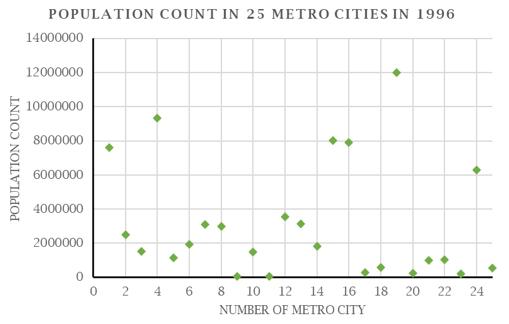 POPULATION COUNT IN 25 METRO CITIES IN 1996
14000000
12000000
10000000
8000000
6000000
4000000
2000000
0
POPULATION COUNT
0 2 4 6 8 10 12 14 16 18 20 22 24
NUMBER OF METRO CITY